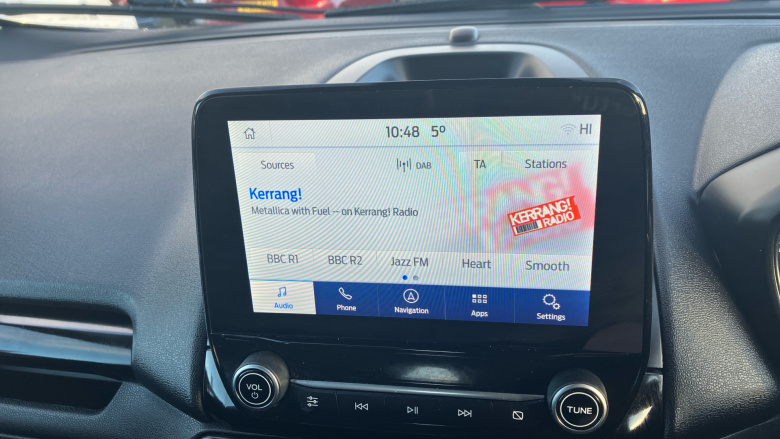 10:48 5° HI
Sources DAB TA Stations
Kerrang!
Metallica with Fuel -- on Kerrang! Radio
KERRANG!
RADIO
BBC R1 BBC R2 Jazz FM Heart Smooth
Audio Phone Navigation Apps Settings
VOL
TUNE